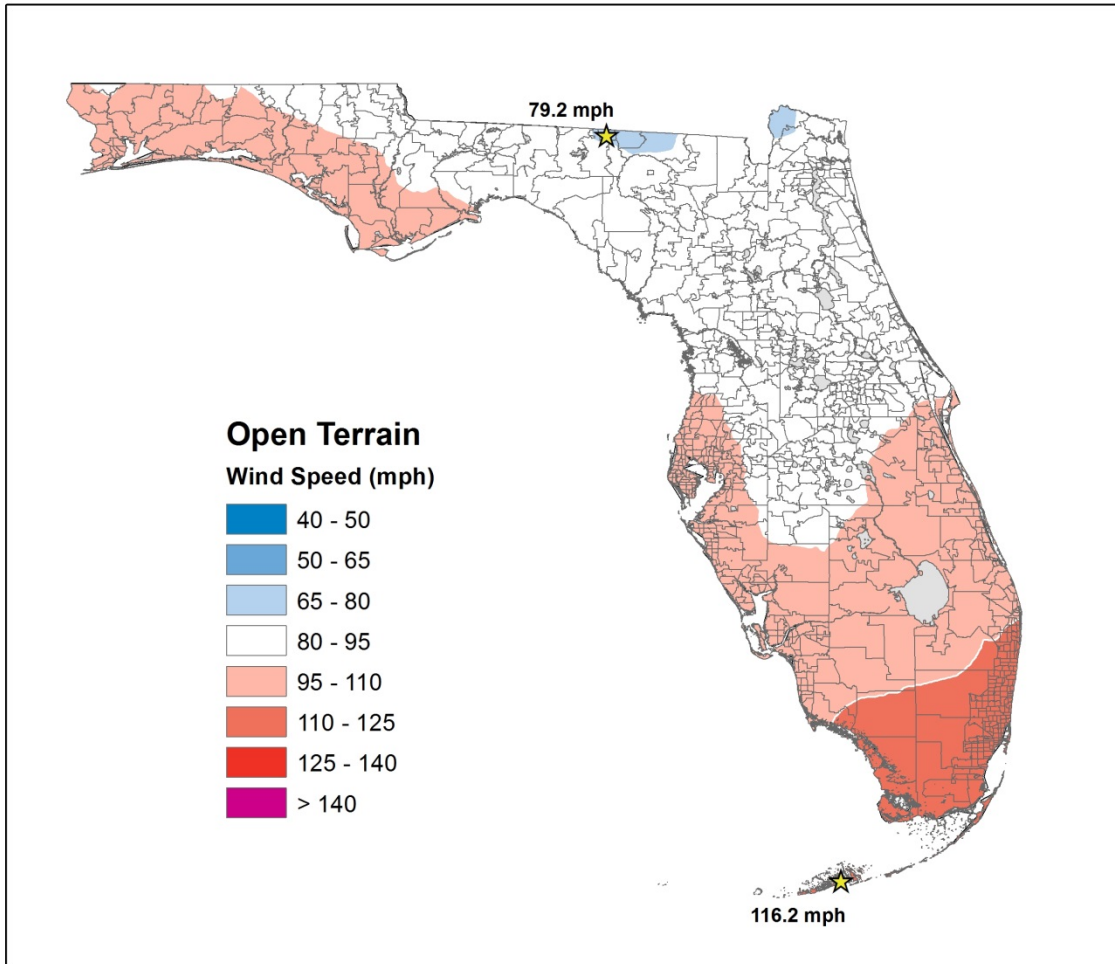 79.2 mph
Open Terrain
Wind Speed (mph)
40 - 50
50 - 65
65 - 80
80 - 95
95 - 110
110 - 125
125 - 140
> 140
116.2 mph